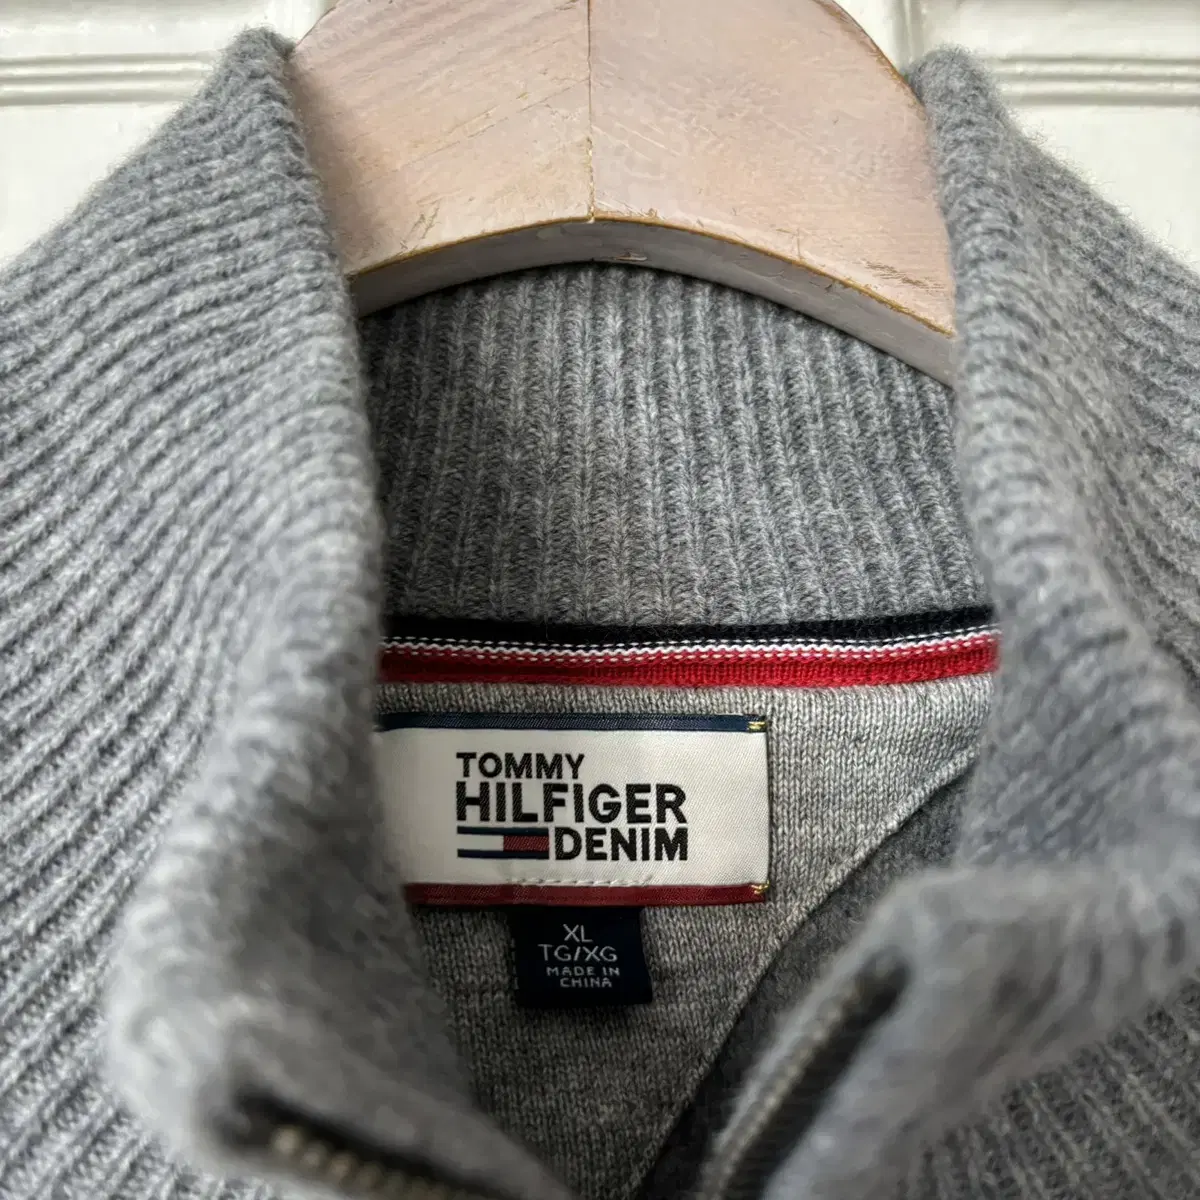 TOMMY
HILFIGER
DENIM
XL
TG/XG
MADE IN
CHINA